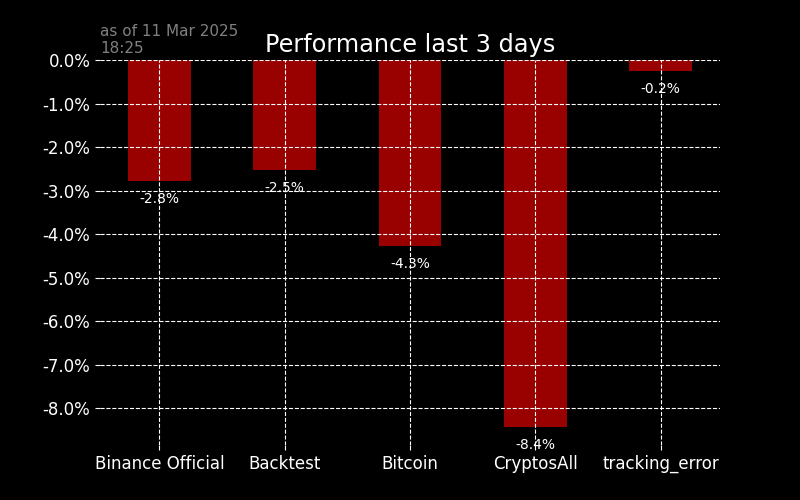 as of 11 Mar 2025
18:25
Performance last 3 days
0.0%
-1.0%
-2.0%
-3.0%
-4.0%
-5.0%
-6.0%
-7.0%
-8.0%
-2.8%
-2.5%
-4.3%
-8.4%
-0.2%
Binance Official
Backtest
Bitcoin
CryptosAll
tracking_error